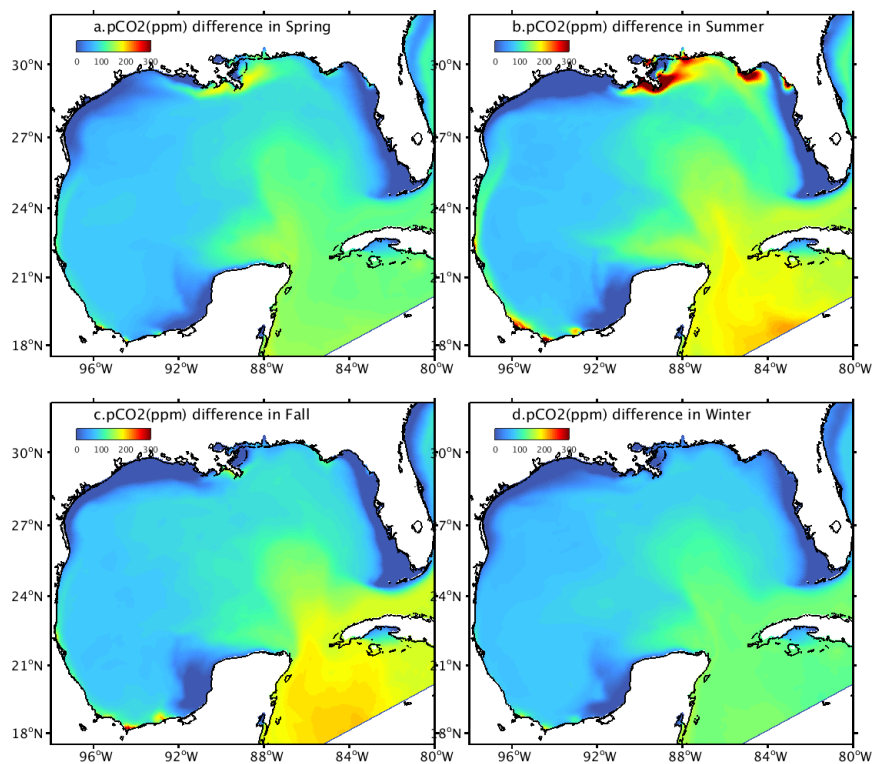 a.pCO2(ppm) difference in Spring
0 100 200 300
30°N
27°N
24°N
21°N
18°N
96°W 92°W 88°W 84°W 80°W
b.pCO2(ppm) difference in Summer
0 100 200 300
30°N
27°N
24°N
21°N
18°N
96°W 92°W 88°W 84°W 80°W
c.pCO2(ppm) difference in Fall
0 100 200 300
30°N
27°N
24°N
21°N
18°N
96°W 92°W 88°W 84°W 80°W
d.pCO2(ppm) difference in Winter
0 100 200 300
30°N
27°N
24°N
21°N
18°N
96°W 92°W 88°W 84°W 80°W